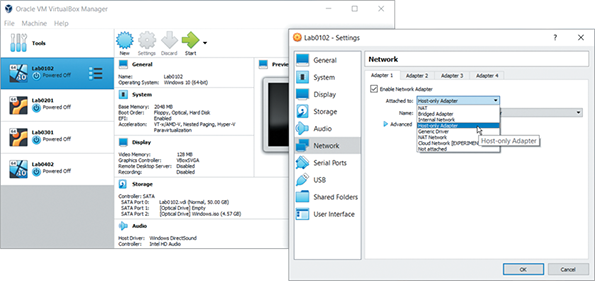 Oracle VM VirtualBox Manager
File Machine Help
Tools
New Settings Discard Start
Lab0102
Powered Off
Lab0201
Powered Off
Lab0301
Powered Off
Lab0402
Powered Off
General
Name: Lab0102
Operating System: Windows 10 (64-bit)
System
Base Memory: 2048 MB
Boot Order: Floppy, Optical, Hard Disk
EFI: Enabled
Acceleration: VT-x/AMD-V, Nested Paging, Hyper-V
Paravirtualization
Display
Video Memory: 128 MB
Graphics Controller: VBoxSVGA
Remote Desktop Server: Disabled
Recording: Disabled
Storage
Controller: SATA
SATA Port 0: Lab0102.vdi (Normal, 50.00 GB)
SATA Port 1: [Optical Drive] Empty
SATA Port 2: [Optical Drive] Windows.iso (4.57 GB)
Audio
Host Driver: Windows DirectSound
Controller: Intel HD Audio
Preview
Lab0102 - Settings
General
System
Display
Storage
Audio
Network
Serial Ports
USB
Shared Folders
User Interface
Network
Adapter 1 Adapter 2 Adapter 3 Adapter 4
Enable Network Adapter
Attached to: Host-only Adapter
Name:
Advanced
NAT
Bridged Adapter
Internal Network
Host-only Adapter
Generic Driver
NAT Network
Cloud Network [EXPERIMEN
Not attached
Host-only Adapter
OK Cancel